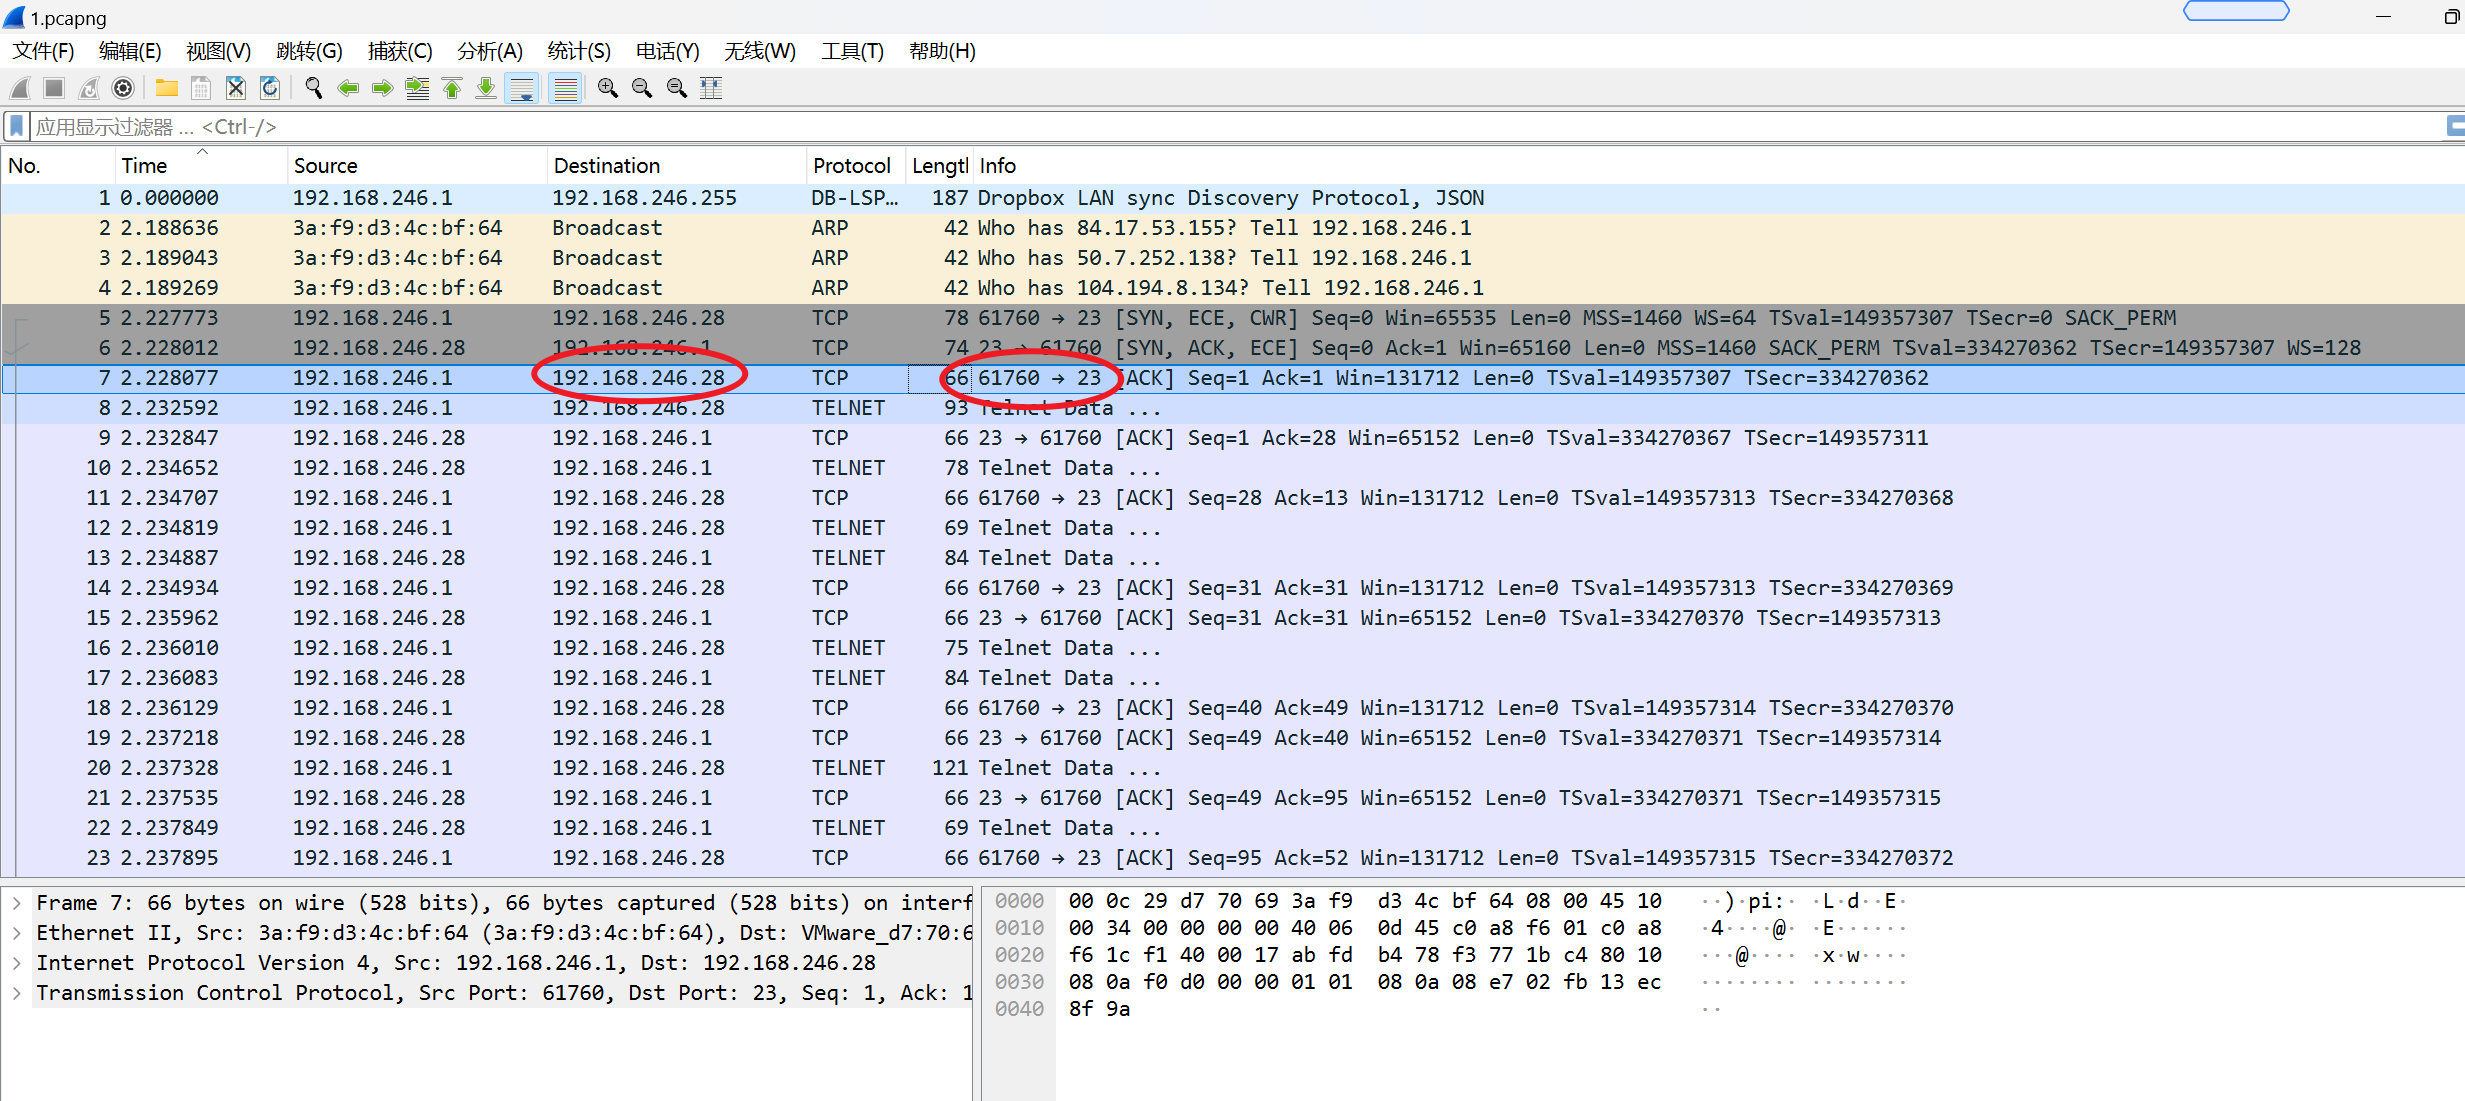 1.pcapng
文件(F) 编辑(E) 视图(V) 跳转(G) 捕获(C) 分析(A) 统计(S) 电话(Y) 无线(W) 工具(T) 帮助(H)
应用显示过滤器 … <Ctrl-/>
No. Time Source Destination Protocol Lengtl Info
1 0.000000 192.168.246.1 192.168.246.255 DB-LSP… 187 Dropbox LAN sync Discovery Protocol, JSON
2 2.188636 3a:f9:d3:4c:bf:64 Broadcast ARP 42 Who has 84.17.53.155? Tell 192.168.246.1
3 2.189043 3a:f9:d3:4c:bf:64 Broadcast ARP 42 Who has 50.7.252.138? Tell 192.168.246.1
4 2.189269 3a:f9:d3:4c:bf:64 Broadcast ARP 42 Who has 104.194.8.134? Tell 192.168.246.1
5 2.227773 192.168.246.1 192.168.246.28 TCP 78 61760 → 23 [SYN, ECE, CWR] Seq=0 Win=65535 Len=0 MSS=1460 WS=64 TSval=149357307 TSecr=0 SACK_PERM
6 2.228012 192.168.246.28 192.168.246.1 TCP 74 23 → 61760 [SYN, ACK, ECE] Seq=0 Ack=1 Win=65160 Len=0 MSS=1460 SACK_PERM TSval=334270362 TSecr=149357307 WS=128
7 2.228077 192.168.246.1 192.168.246.28 TCP 66 61760 → 23 [ACK] Seq=1 Ack=1 Win=131712 Len=0 TSval=149357307 TSecr=334270362
8 2.232592 192.168.246.1 192.168.246.28 TELNET 93 Telnet Data ...
9 2.232847 192.168.246.28 192.168.246.1 TCP 66 23 → 61760 [ACK] Seq=1 Ack=28 Win=65152 Len=0 TSval=334270367 TSecr=149357311
10 2.234652 192.168.246.28 192.168.246.1 TELNET 78 Telnet Data ...
11 2.234707 192.168.246.1 192.168.246.28 TCP 66 61760 → 23 [ACK] Seq=28 Ack=13 Win=131712 Len=0 TSval=149357313 TSecr=334270368
12 2.234819 192.168.246.1 192.168.246.28 TELNET 69 Telnet Data ...
13 2.234887 192.168.246.28 192.168.246.1 TELNET 84 Telnet Data ...
14 2.234934 192.168.246.1 192.168.246.28 TCP 66 61760 → 23 [ACK] Seq=31 Ack=31 Win=131712 Len=0 TSval=149357313 TSecr=334270369
15 2.235962 192.168.246.28 192.168.246.1 TCP 66 23 → 61760 [ACK] Seq=31 Ack=31 Win=65152 Len=0 TSval=334270370 TSecr=149357313
16 2.236010 192.168.246.1 192.168.246.28 TELNET 75 Telnet Data ...
17 2.236083 192.168.246.28 192.168.246.1 TELNET 84 Telnet Data ...
18 2.236129 192.168.246.1 192.168.246.28 TCP 66 61760 → 23 [ACK] Seq=40 Ack=49 Win=131712 Len=0 TSval=149357314 TSecr=334270370
19 2.237218 192.168.246.28 192.168.246.1 TCP 66 23 → 61760 [ACK] Seq=49 Ack=40 Win=65152 Len=0 TSval=334270371 TSecr=149357314
20 2.237328 192.168.246.1 192.168.246.28 TELNET 121 Telnet Data ...
21 2.237535 192.168.246.28 192.168.246.1 TCP 66 23 → 61760 [ACK] Seq=49 Ack=95 Win=65152 Len=0 TSval=334270371 TSecr=149357315
22 2.237849 192.168.246.28 192.168.246.1 TELNET 69 Telnet Data ...
23 2.237895 192.168.246.1 192.168.246.28 TCP 66 61760 → 23 [ACK] Seq=95 Ack=52 Win=131712 Len=0 TSval=149357315 TSecr=334270372
Frame 7: 66 bytes on wire (528 bits), 66 bytes captured (528 bits) on interf
Ethernet II, Src: 3a:f9:d3:4c:bf:64 (3a:f9:d3:4c:bf:64), Dst: VMware_d7:70:6
Internet Protocol Version 4, Src: 192.168.246.1, Dst: 192.168.246.28
Transmission Control Protocol, Src Port: 61760, Dst Port: 23, Seq: 1, Ack: 1
0000 00 0c 29 d7 70 69 3a f9 d3 4c bf 64 08 00 45 10 ··)·pi:· ·L·d··E·
0010 00 34 00 00 00 00 40 06 0d 45 c0 a8 f6 01 c0 a8 ·4····@· ·E······
0020 f6 1c f1 40 00 17 ab fd b4 78 f3 77 1b c4 80 10 ···@···· ·x·w····
0030 08 0a f0 d0 00 00 01 01 08 0a 08 e7 02 fb 13 ec ········ ········
0040 8f 9a ··